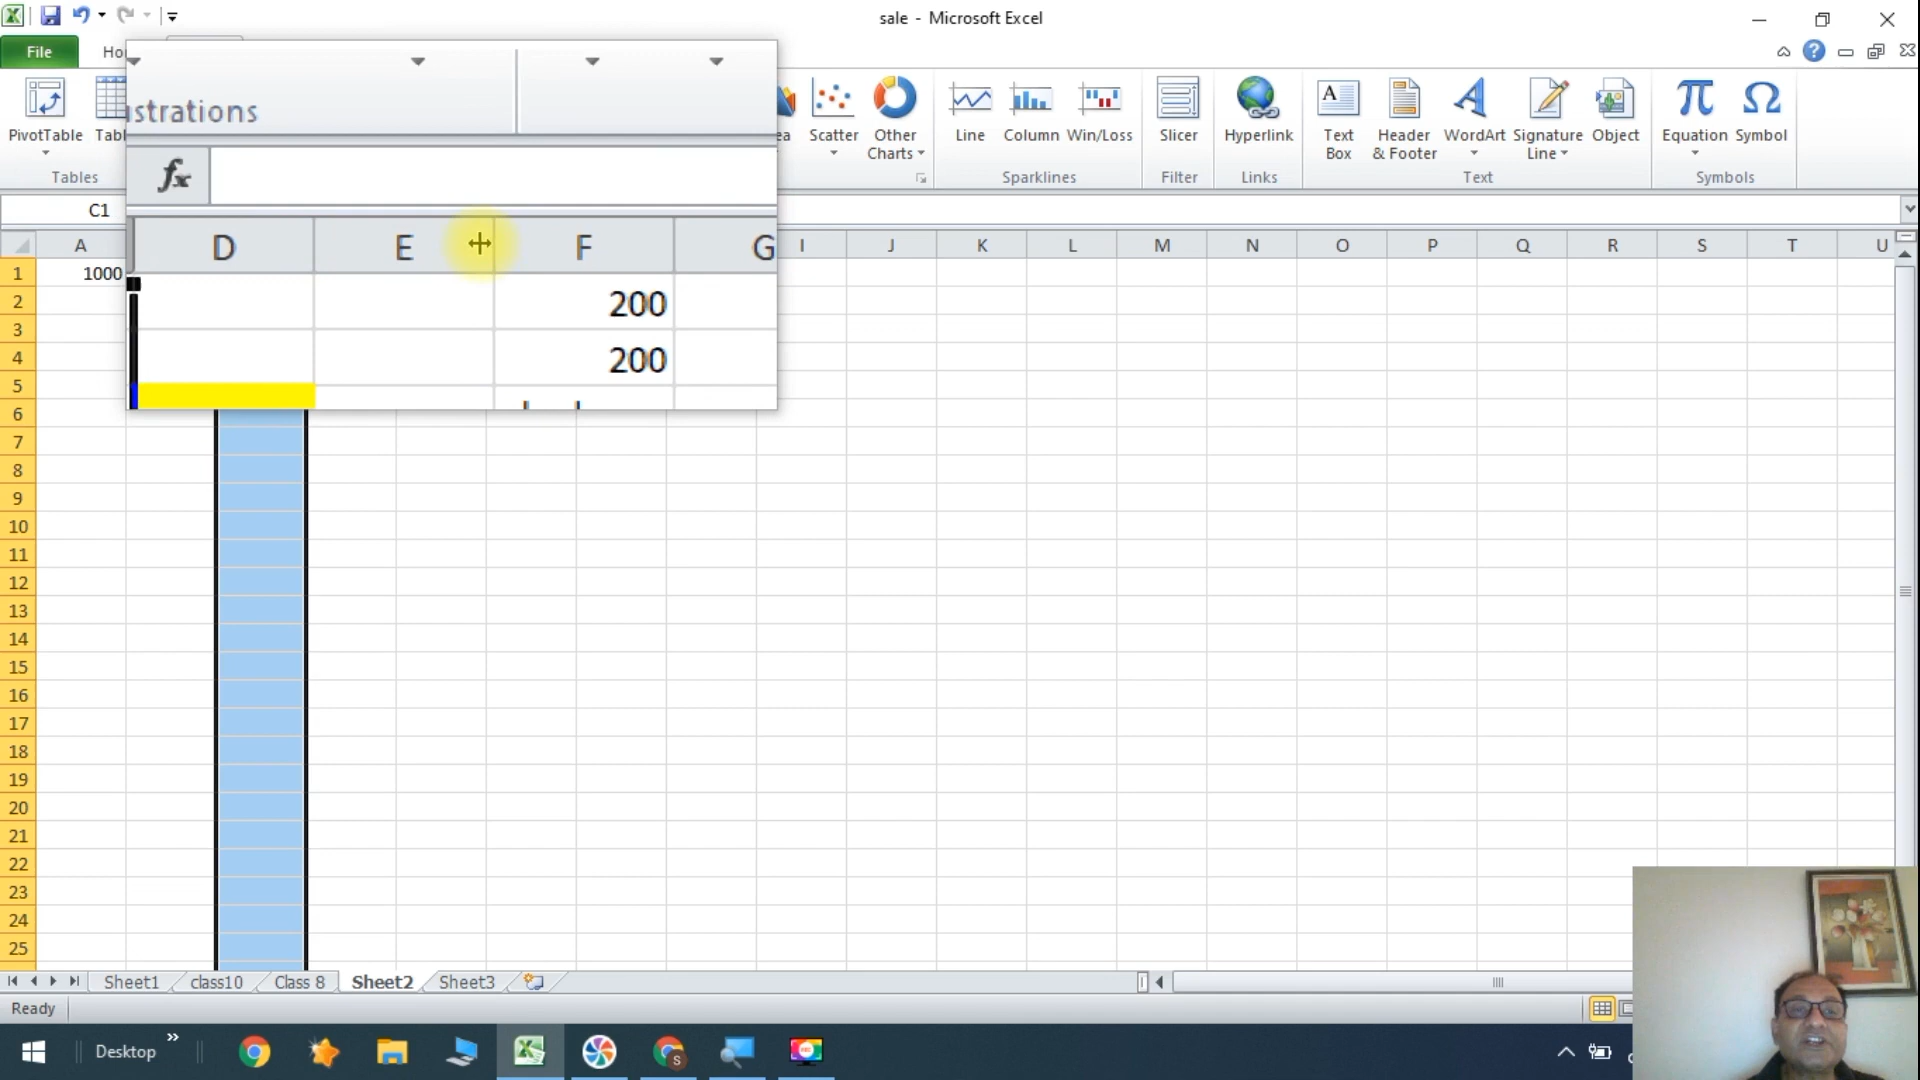 sale - Microsoft Excel
File
Ho
strations
PivotTable
Tabl
Tables
Scatter
Other
Charts
Line
Column
Win/Loss
Sparklines
Slicer
Filter
Hyperlink
Links
Text
Box
Header
& Footer
WordArt
Signature
Line
Object
Text
Equation
Symbol
Symbols
C1
fx
A
D
E
F
G
I
J
K
L
M
N
O
P
Q
R
S
T
U
1
1000
200
2
200
3
4
5
6
7
8
9
10
11
12
13
14
15
16
17
18
19
20
21
22
23
24
25
Sheet1
class10
Class 8
Sheet2
Sheet3
Ready
Desktop